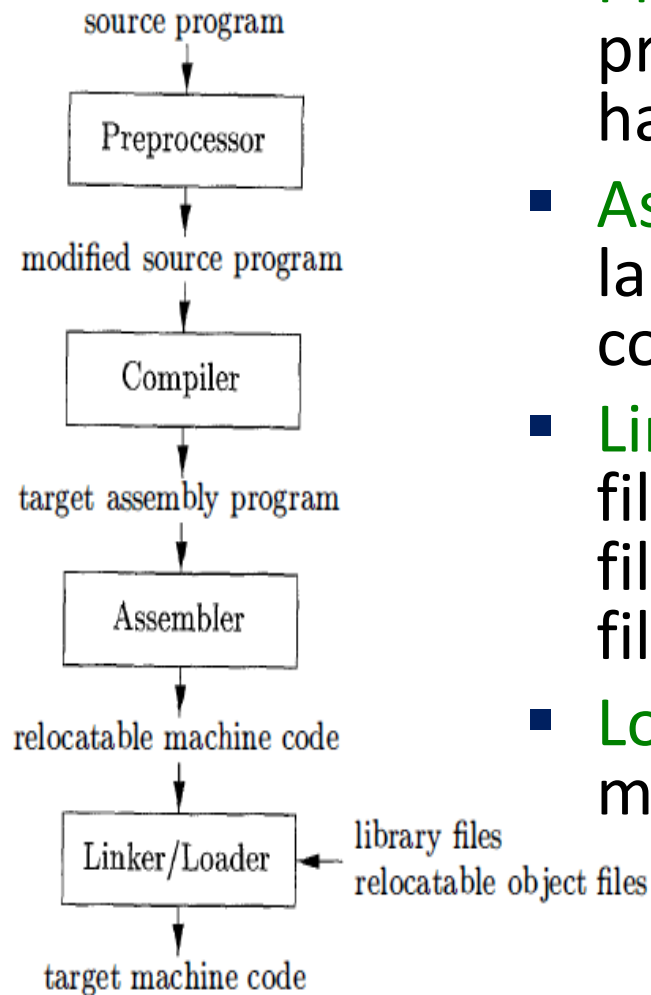 source program
Preprocessor
modified source program
Compiler
target assembly program
Assembler
relocatable machine code
Linker/Loader
library files
relocatable object files
target machine code
pr
ha
▪ As
la
co
▪ Lin
fil
fil
fil
▪ Lo
m